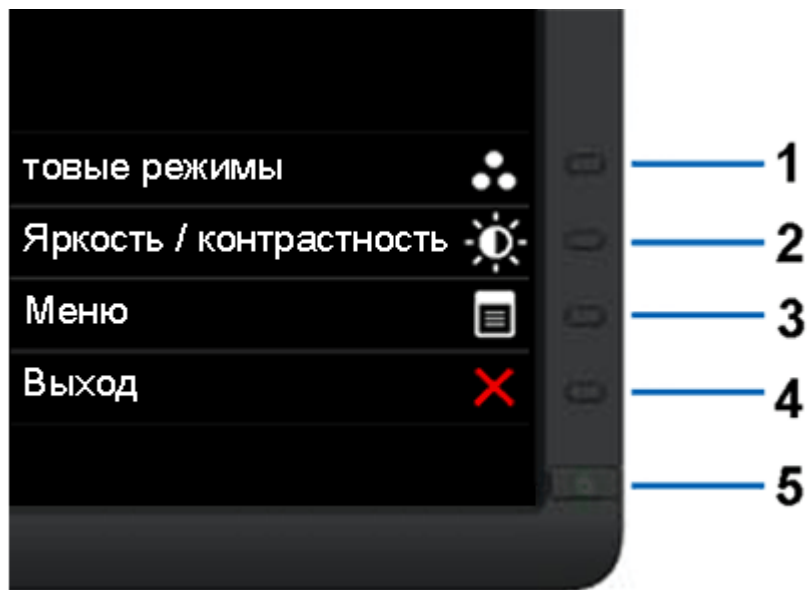 товые режимы 1
Яркость / контрастность 2
Меню 3
Выход 4
5